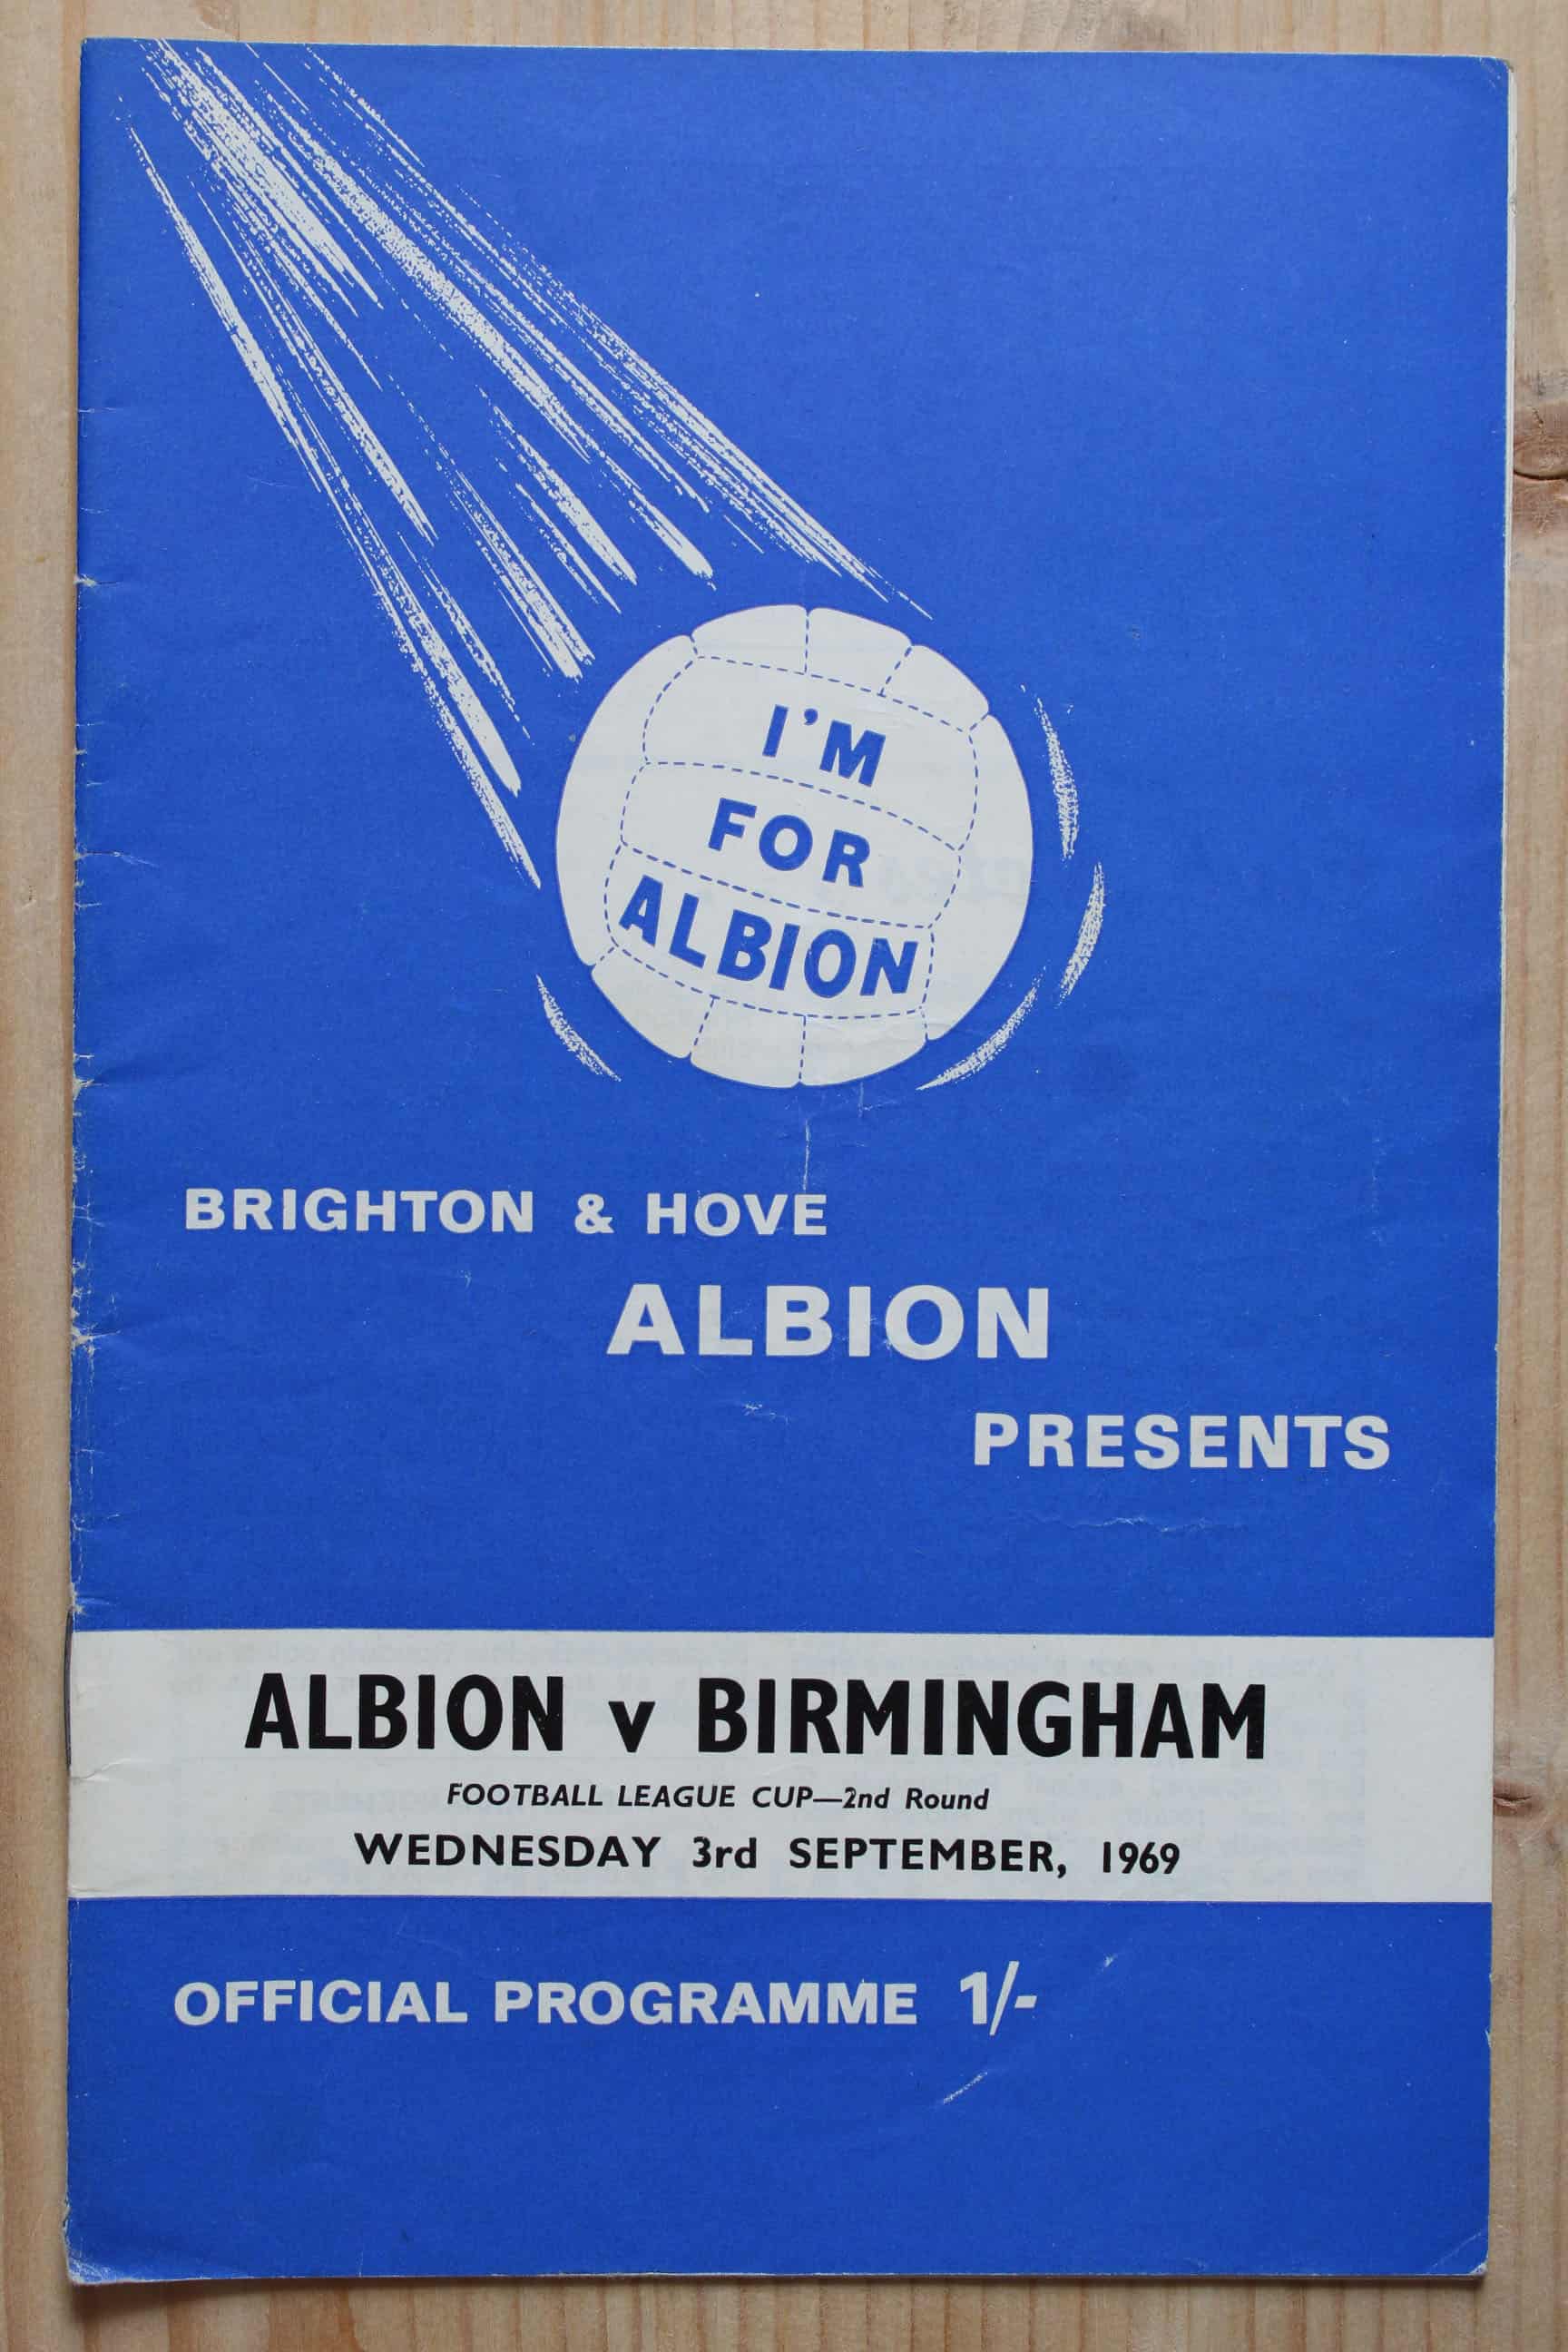 I'M
FOR
ALBION
BRIGHTON & HOVE
ALBION
PRESENTS
ALBION v BIRMINGHAM
FOOTBALL LEAGUE CUP—2nd Round
WEDNESDAY 3rd SEPTEMBER, 1969
OFFICIAL PROGRAMME 1/-